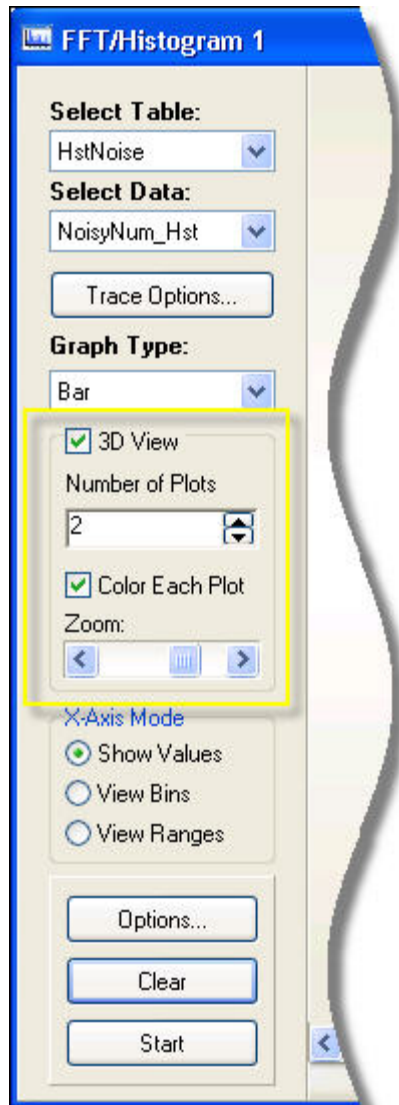 FFT/Histogram 1
Select Table:
HstNoise
Select Data:
NoisyNum_Hst
Trace Options...
Graph Type:
Bar
3D View
Number of Plots
2
Color Each Plot
Zoom:
X-Axis Mode
Show Values
View Bins
View Ranges
Options...
Clear
Start